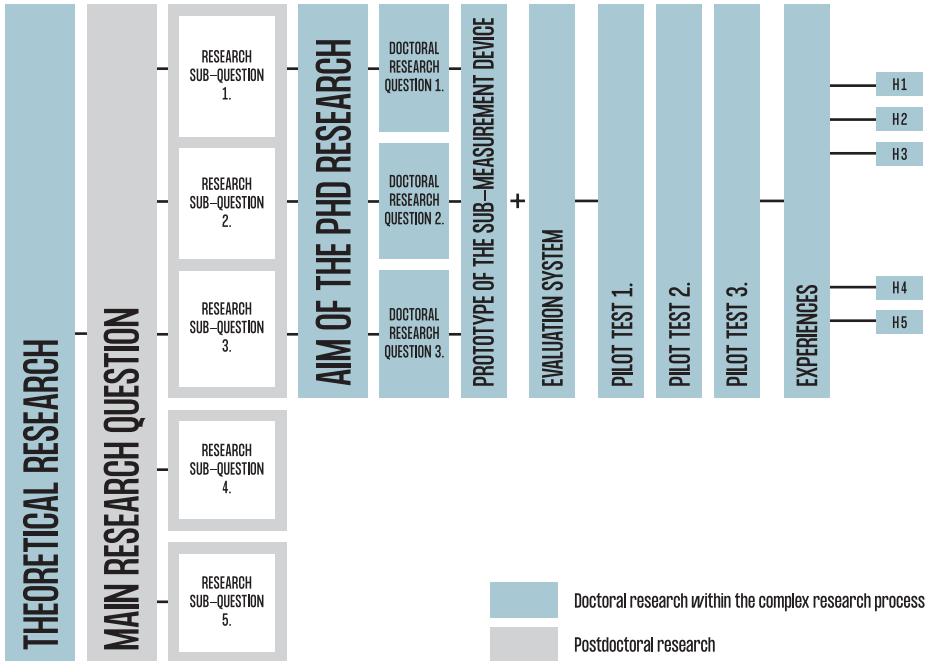 THEORETICAL RESEARCH
MAIN RESEARCH QUESTION
RESEARCH
SUB-QUESTION
1.
RESEARCH
SUB-QUESTION
2.
RESEARCH
SUB-QUESTION
3.
RESEARCH
SUB-QUESTION
4.
RESEARCH
SUB-QUESTION
5.
AIM OF THE PHD RESEARCH
DOCTORAL
RESEARCH
QUESTION 1.
DOCTORAL
RESEARCH
QUESTION 2.
DOCTORAL
RESEARCH
QUESTION 3.
PROTOTYPE OF THE SUB-MEASUREMENT DEVICE
+
EVALUATION SYSTEM
PILOT TEST 1.
PILOT TEST 2.
PILOT TEST 3.
EXPERIENCES
H1
H2
H3
H4
H5
Doctoral research within the complex research process
Postdoctoral research